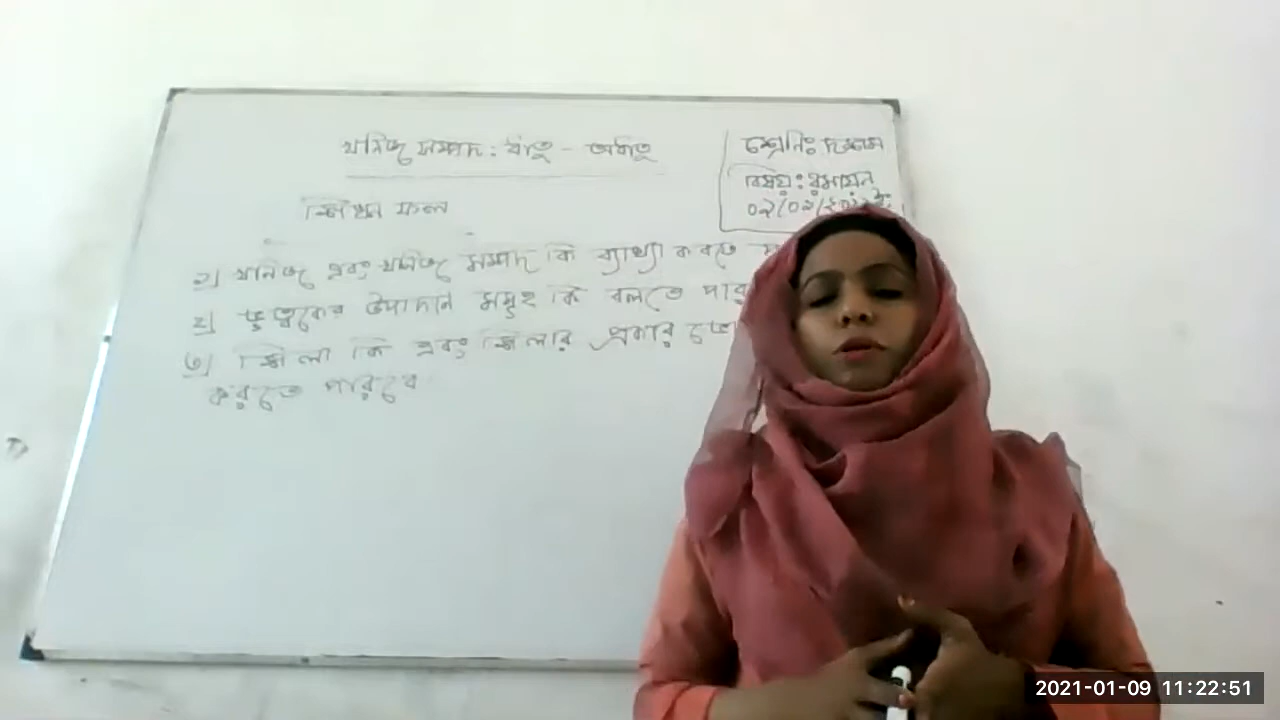 খনিজ সম্পদ : ধাতু - অধাতু
শ্রেনিঃ দশম
বিষয়ঃ রসায়ন
শিখন ফল
১) খনিজ এবং খনিজ সম্পদ কি ব্যাখ্যা করতে
২) ভূত্বকের উপাদান সমূহ কি বলতে পার
৩) শিলা কি এবং শিলার প্রকার ভেদ
করতে পারবে
2021-01-09 11:22:51